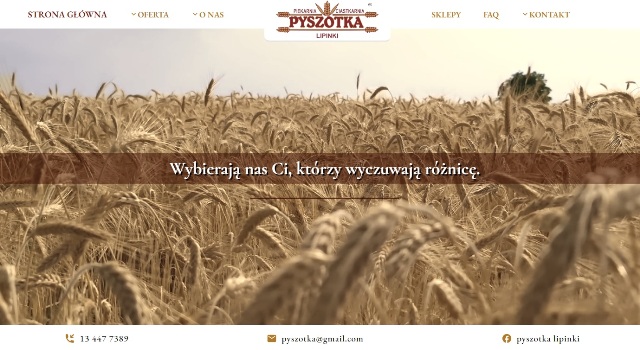 STRONA GŁÓWNA
OFERTA
O NAS
PIEKARNIA CIASTKARNIA
PYSZOTKA
LIPINKI
SKLEPY
FAQ
KONTAKT
Wybierają nas Ci, którzy wyczuwają różnicę.
13 447 7389
pyszotka@gmail.com
pyszotka lipinki